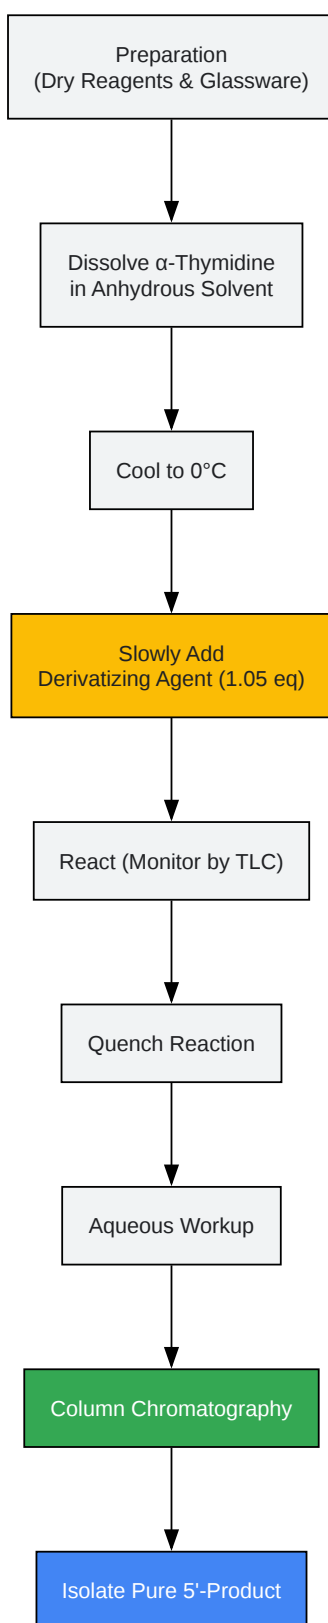 Preparation
(Dry Reagents & Glassware)
Dissolve α-Thymidine
in Anhydrous Solvent
Cool to 0°C
Slowly Add
Derivatizing Agent (1.05 eq)
React (Monitor by TLC)
Quench Reaction
Aqueous Workup
Column Chromatography
Isolate Pure 5'-Product